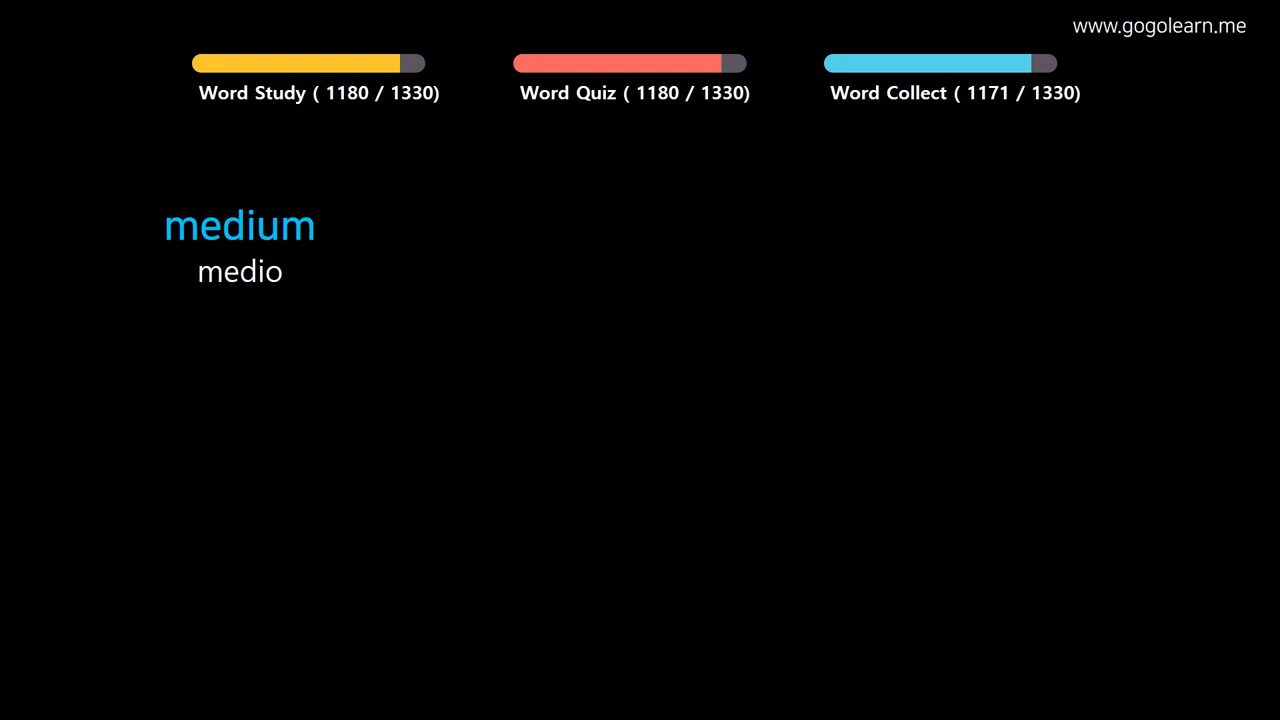 www.gogolearn.me
Word Study ( 1180 / 1330)
Word Quiz ( 1180 / 1330)
Word Collect ( 1171 / 1330)
medium
medio